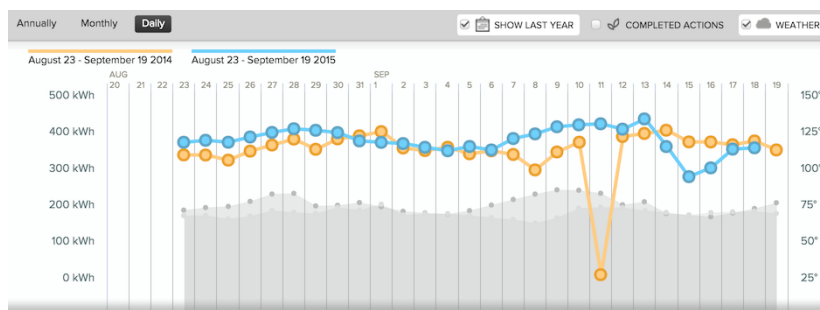 Annually Monthly Daily SHOW LAST YEAR COMPLETED ACTIONS WEATHER
August 23 - September 19 2014 August 23 - September 19 2015
AUG SEP
20 21 22 23 24 25 26 27 28 29 30 31 1 2 3 4 5 6 7 8 9 10 11 12 13 14 15 16 17 18 19
500 kWh 150°
400 kWh 125°
300 kWh 100°
200 kWh 75°
100 kWh 50°
0 kWh 25°